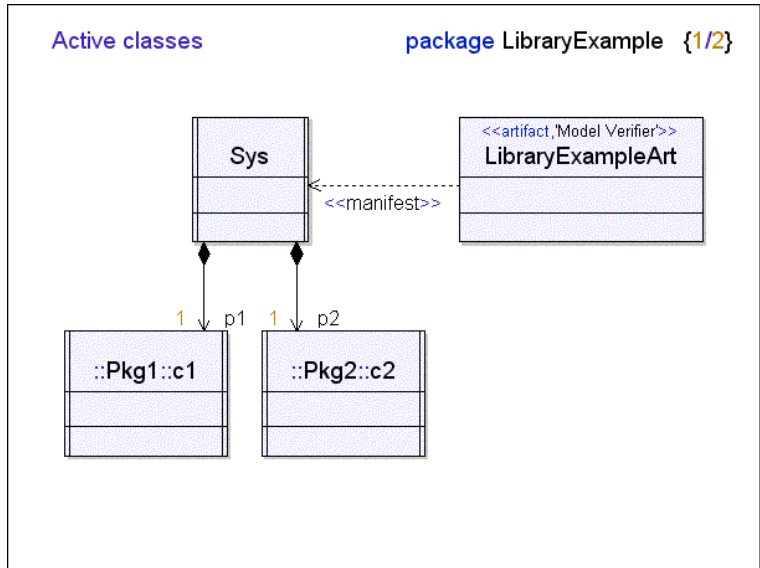 Active classes
package LibraryExample {1/2}
Sys
<<artifact,'Model Verifier'>>
LibraryExampleArt
<<manifest>>
1 p1
1 p2
::Pkg1::c1
::Pkg2::c2